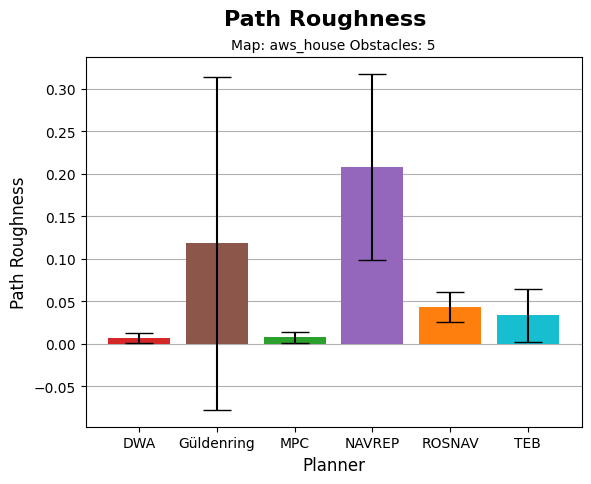 Path Roughness
Map: aws_house Obstacles: 5
Path Roughness
0.30
0.25
0.20
0.15
0.10
0.05
0.00
−0.05
DWA Güldenring MPC NAVREP ROSNAV TEB
Planner